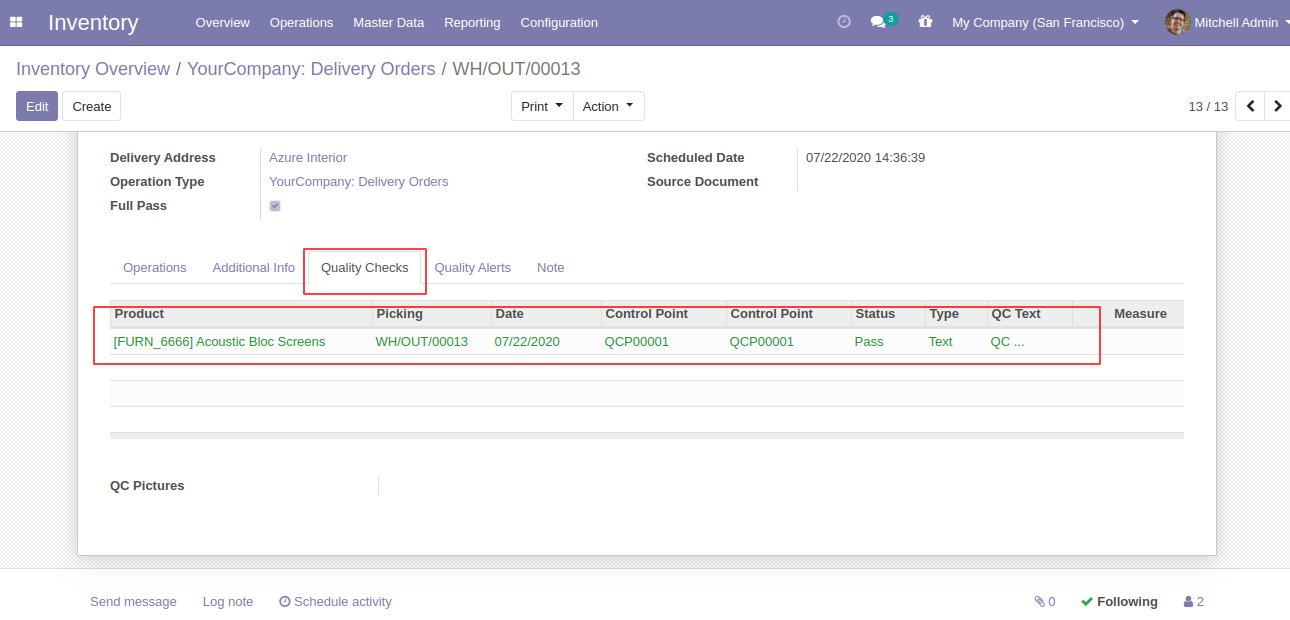 Inventory Overview Operations Master Data Reporting Configuration 3 My Company (San Francisco) Mitchell Admin
Inventory Overview / YourCompany: Delivery Orders / WH/OUT/00013
Edit Create Print Action 13 / 13
Delivery Address Azure Interior Scheduled Date 07/22/2020 14:36:39
Operation Type YourCompany: Delivery Orders Source Document
Full Pass
Operations Additional Info Quality Checks Quality Alerts Note
Product Picking Date Control Point Control Point Status Type QC Text Measure
[FURN_6666] Acoustic Bloc Screens WH/OUT/00013 07/22/2020 QCP00001 QCP00001 Pass Text QC ...
QC Pictures
Send message Log note Schedule activity 0 Following 2